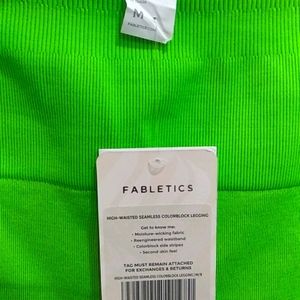 M
FABLETICS
FABLETICS
HIGH-WAISTED SEAMLESS COLORBLOCK LEGGING
Get to know me:
- Moisture-wicking fabric
- Reengineered waistband
- Colorblock side stripes
- Second skin feel
TAG MUST REMAIN ATTACHED
FOR EXCHANGES & RETURNS
HIGH-WAISTED SEAMLESS COLORBLOCK LEGGING